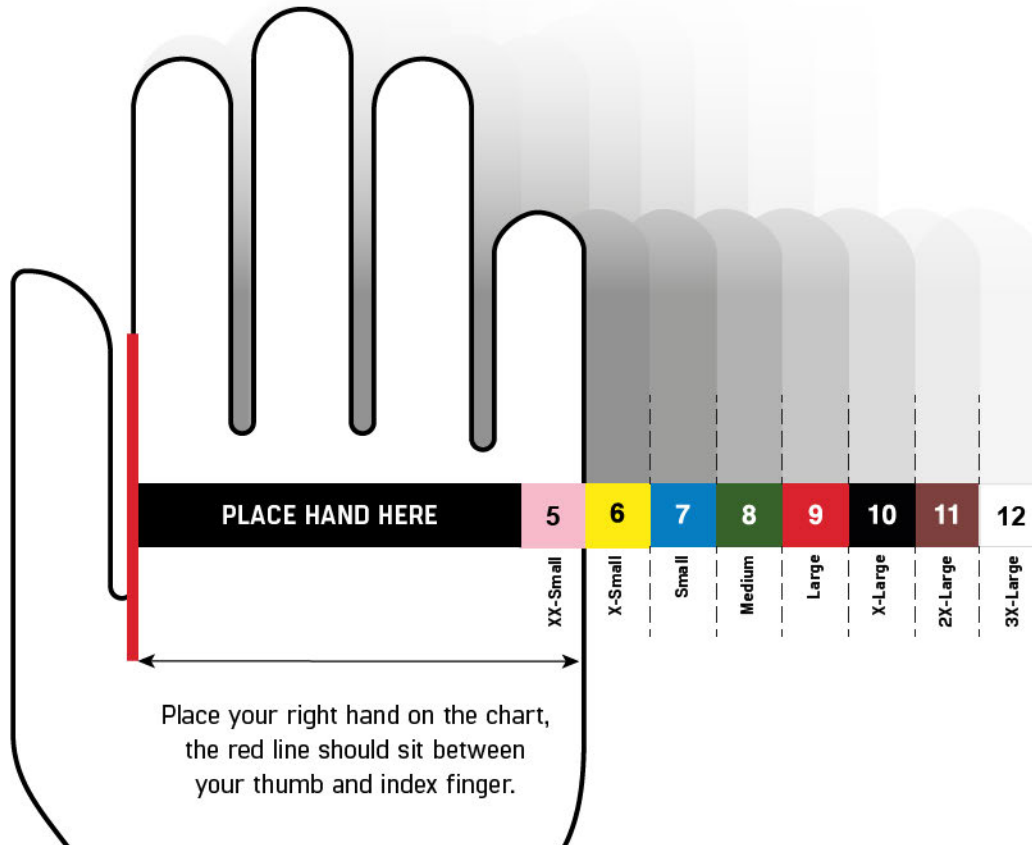 PLACE HAND HERE 5 6 7 8 9 10 11 12
XX-Small X-Small Small Medium Large X-Large 2X-Large 3X-Large
Place your right hand on the chart,
the red line should sit between
your thumb and index finger.